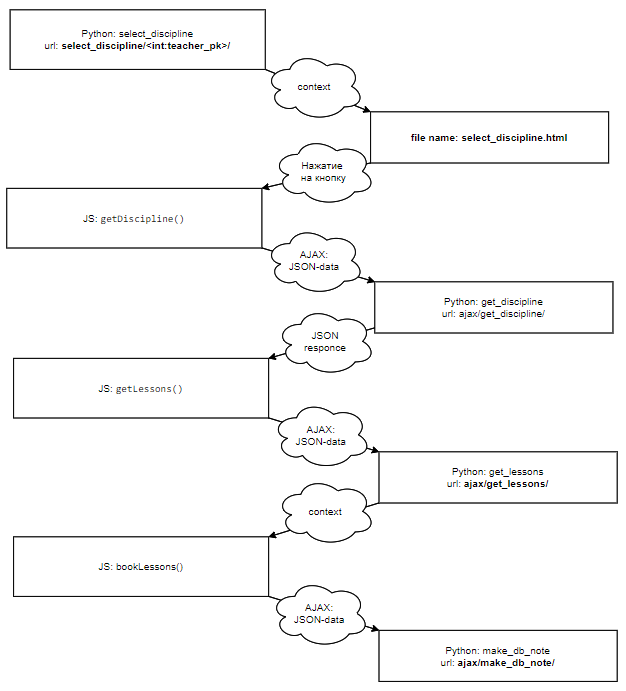 Python: select_discipline
url: select_discipline/<int:teacher_pk>/
context
file name: select_discipline.html
Нажатие
на кнопку
JS: getDiscipline()
AJAX:
JSON-data
Python: get_discipline
url: ajax/get_discipline/
JSON
responce
JS: getLessons()
AJAX:
JSON-data
Python: get_lessons
url: ajax/get_lessons/
context
JS: bookLessons()
AJAX:
JSON-data
Python: make_db_note
url: ajax/make_db_note/